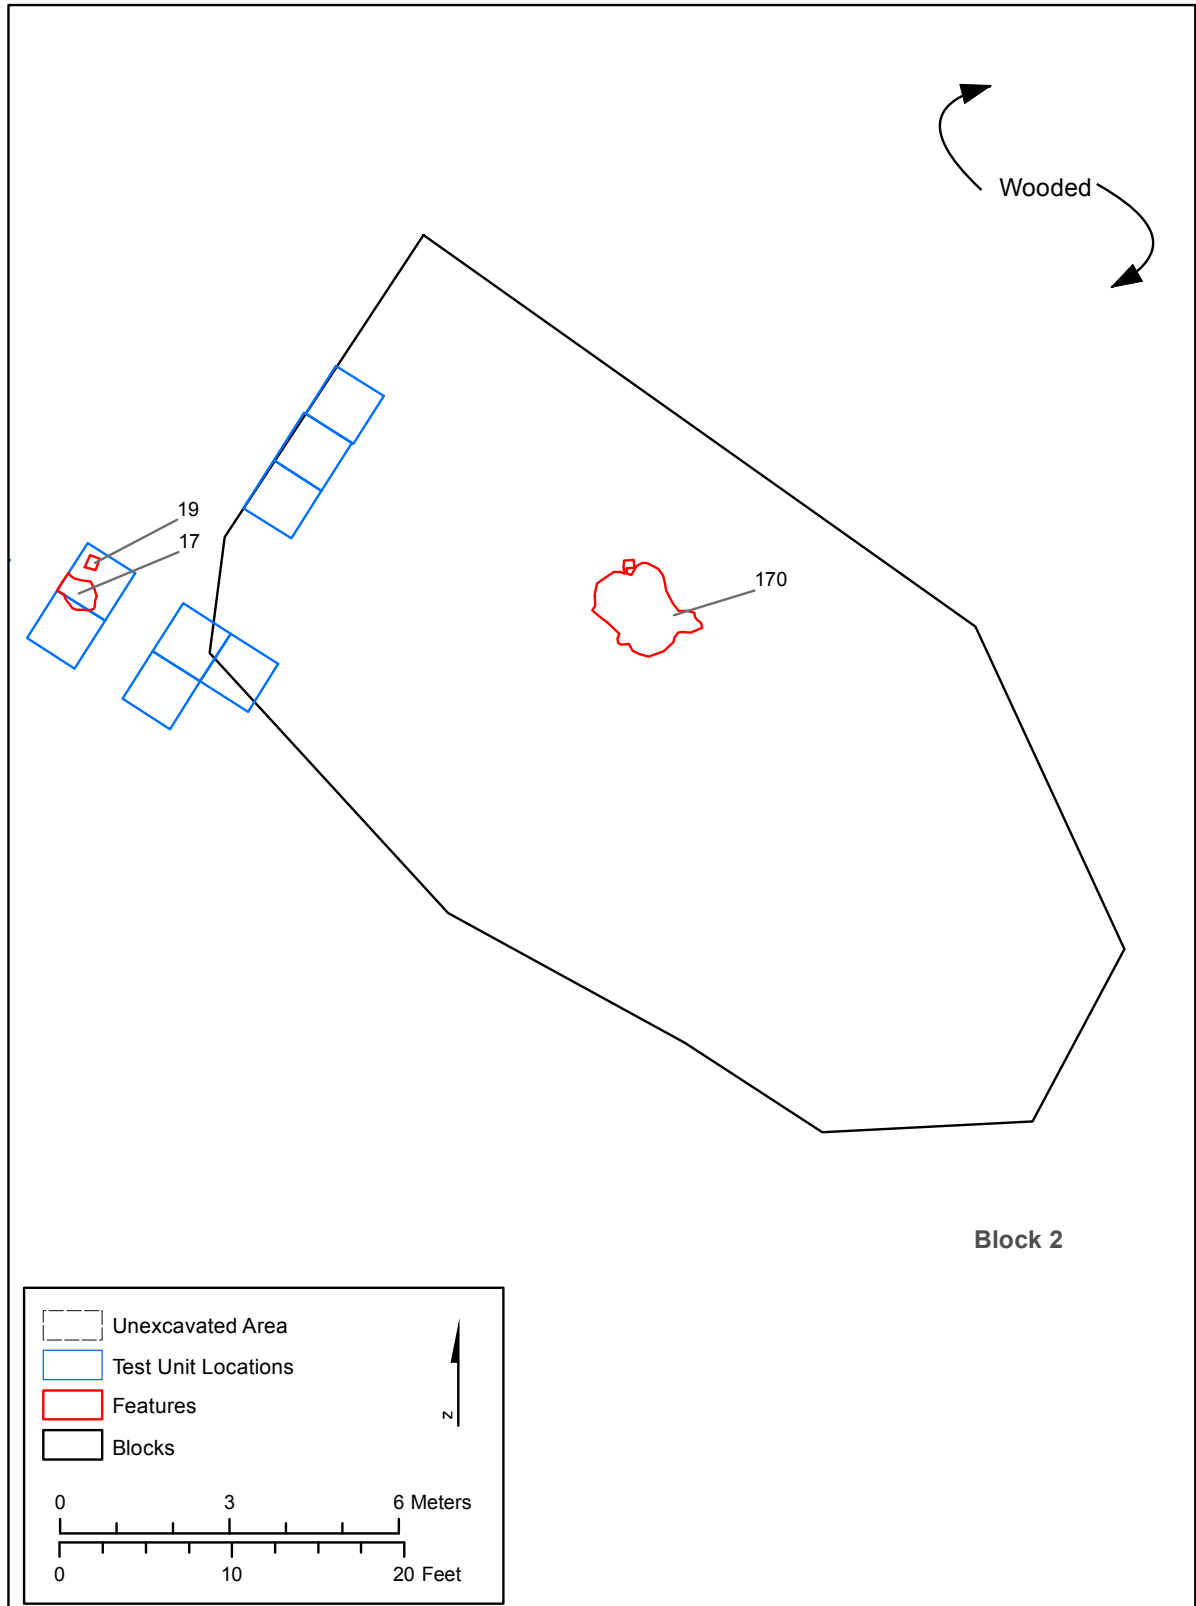 Wooded
19
17
170
Block 2
Unexcavated Area
Test Unit Locations
Features
Blocks
z
0 3 6 Meters
0 10 20 Feet